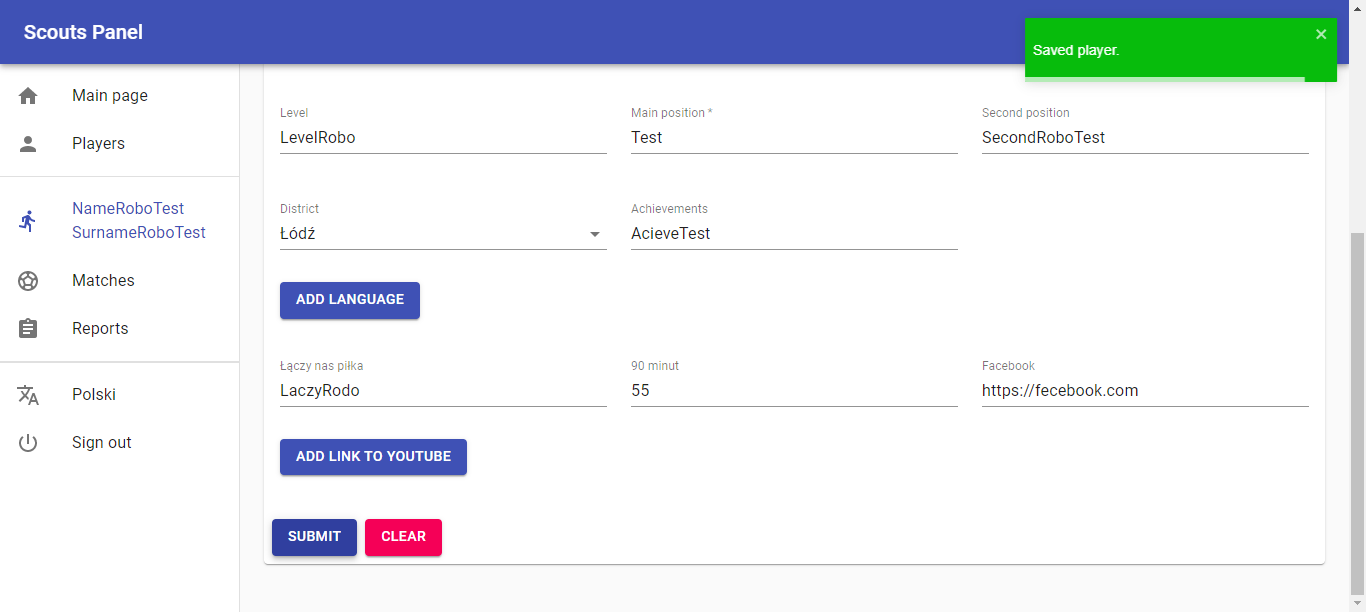 Scouts Panel
Saved player.
Main page
Players
NameRoboTest
SurnameRoboTest
Matches
Reports
Polski
Sign out
Level
LevelRobo
Main position *
Test
Second position
SecondRoboTest
District
Łódź
Achievements
AcieveTest
ADD LANGUAGE
Łączy nas piłka
LaczyRodo
90 minut
55
Facebook
https://fecebook.com
ADD LINK TO YOUTUBE
SUBMIT
CLEAR